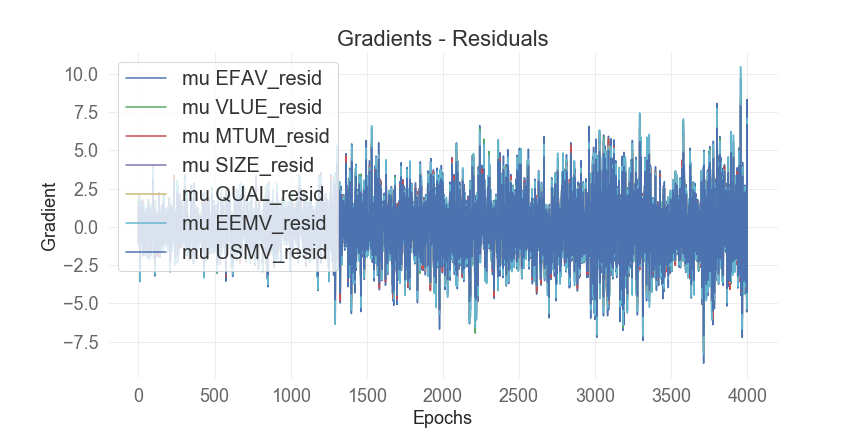 Gradients - Residuals
10.0
7.5
5.0
2.5
0.0
−2.5
−5.0
−7.5
Gradient
mu EFAV_resid
mu VLUE_resid
mu MTUM_resid
mu SIZE_resid
mu QUAL_resid
mu EEMV_resid
mu USMV_resid
0 500 1000 1500 2000 2500 3000 3500 4000
Epochs